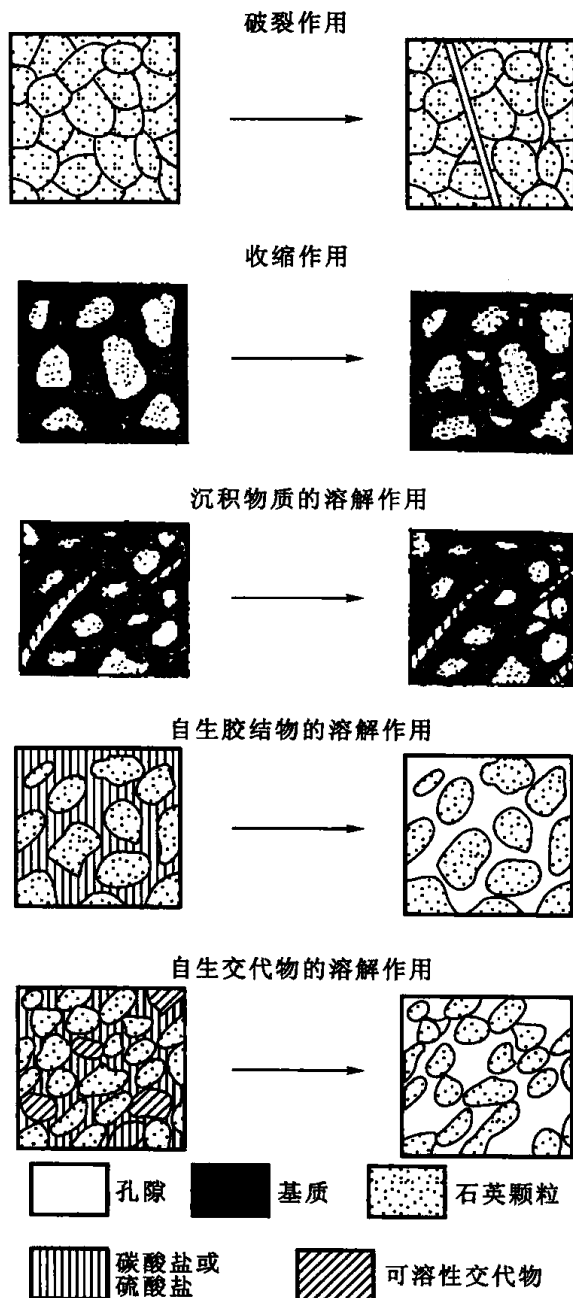 破裂作用
收缩作用
沉积物质的溶解作用
自生胶结物的溶解作用
自生交代物的溶解作用
孔隙
基质
石英颗粒
碳酸盐或
硫酸盐
可溶性交代物